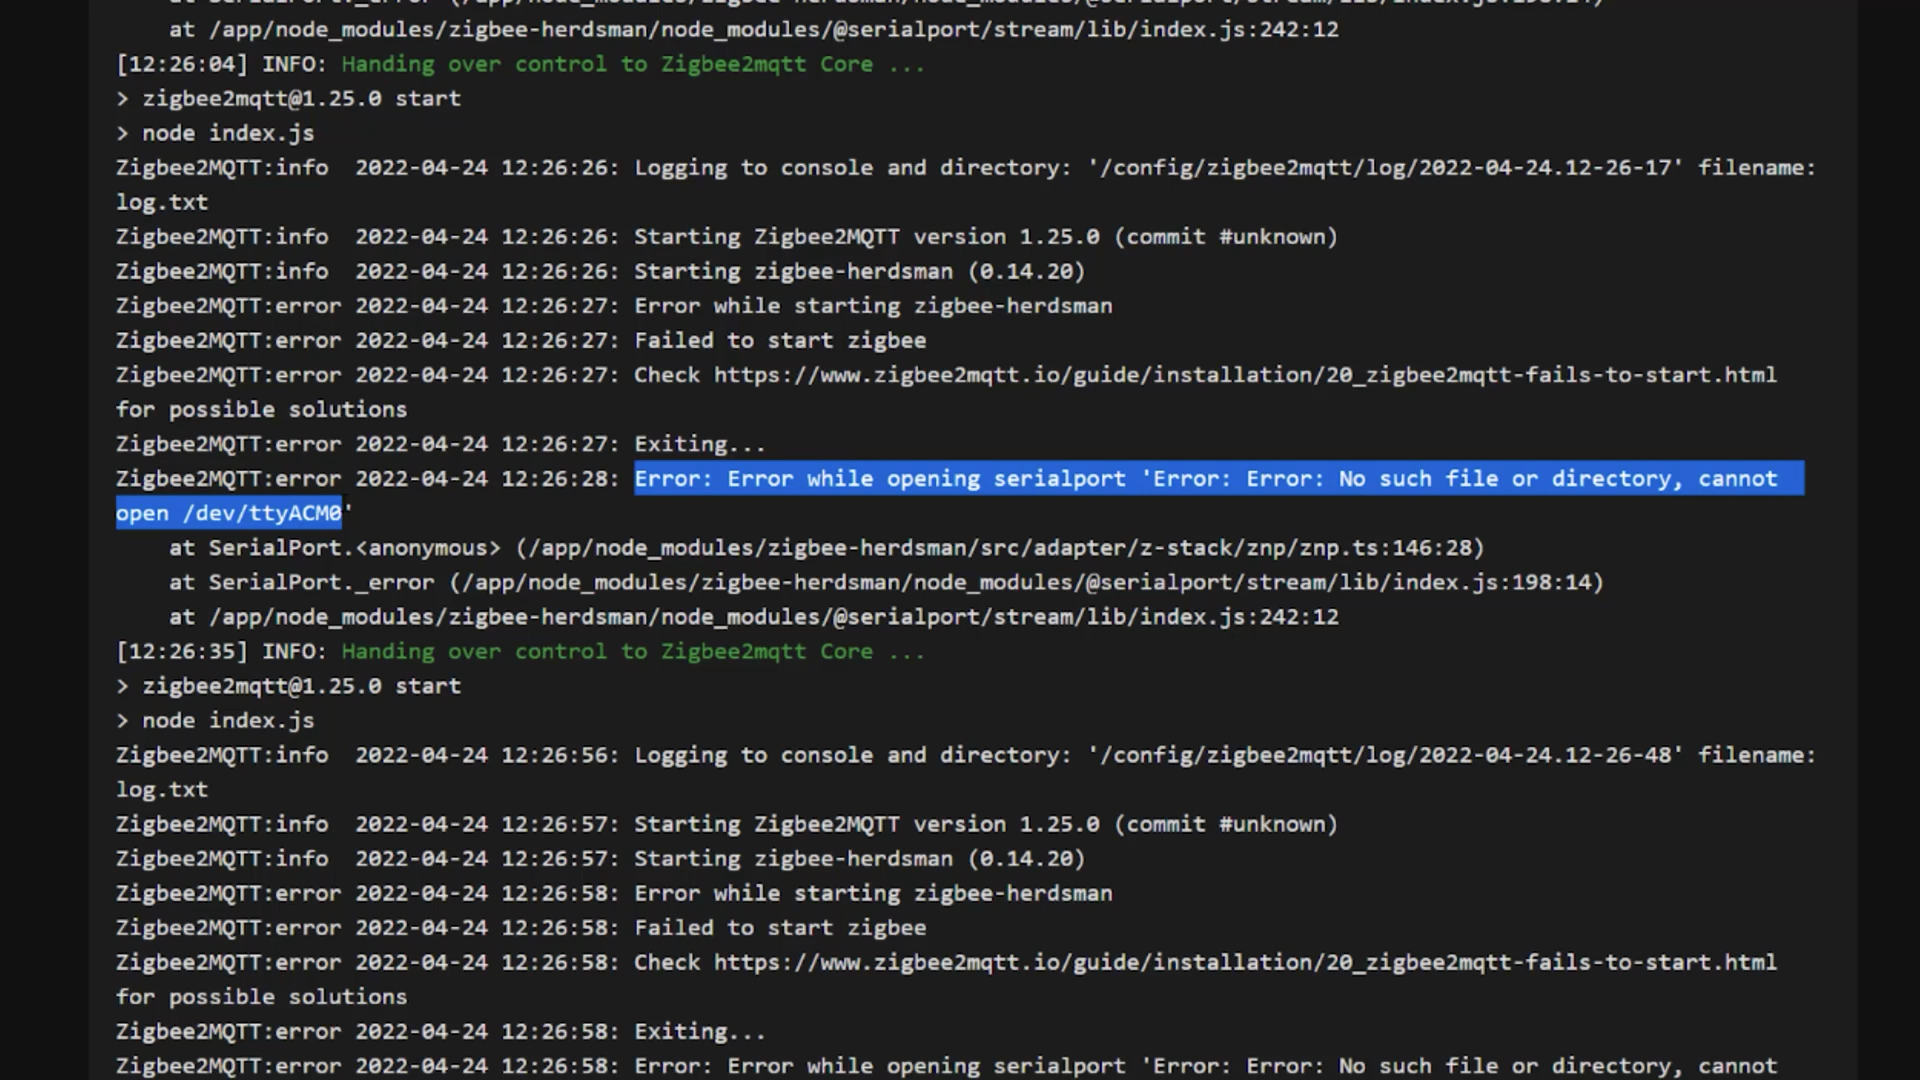 at SerialPort._error (/app/node_modules/zigbee-herdsman/node_modules/@serialport/stream/lib/index.js:198:14)
at /app/node_modules/zigbee-herdsman/node_modules/@serialport/stream/lib/index.js:242:12
[12:26:04] INFO: Handing over control to Zigbee2mqtt Core ...
> zigbee2mqtt@1.25.0 start
> node index.js
Zigbee2MQTT:info  2022-04-24 12:26:26: Logging to console and directory: '/config/zigbee2mqtt/log/2022-04-24.12-26-17' filename:
log.txt
Zigbee2MQTT:info  2022-04-24 12:26:26: Starting Zigbee2MQTT version 1.25.0 (commit #unknown)
Zigbee2MQTT:info  2022-04-24 12:26:26: Starting zigbee-herdsman (0.14.20)
Zigbee2MQTT:error 2022-04-24 12:26:27: Error while starting zigbee-herdsman
Zigbee2MQTT:error 2022-04-24 12:26:27: Failed to start zigbee
Zigbee2MQTT:error 2022-04-24 12:26:27: Check https://www.zigbee2mqtt.io/guide/installation/20_zigbee2mqtt-fails-to-start.html
for possible solutions
Zigbee2MQTT:error 2022-04-24 12:26:27: Exiting...
Zigbee2MQTT:error 2022-04-24 12:26:28: Error: Error while opening serialport 'Error: Error: No such file or directory, cannot
open /dev/ttyACM0'
at SerialPort.<anonymous> (/app/node_modules/zigbee-herdsman/src/adapter/z-stack/znp/znp.ts:146:28)
at SerialPort._error (/app/node_modules/zigbee-herdsman/node_modules/@serialport/stream/lib/index.js:198:14)
at /app/node_modules/zigbee-herdsman/node_modules/@serialport/stream/lib/index.js:242:12
[12:26:35] INFO: Handing over control to Zigbee2mqtt Core ...
> zigbee2mqtt@1.25.0 start
> node index.js
Zigbee2MQTT:info  2022-04-24 12:26:56: Logging to console and directory: '/config/zigbee2mqtt/log/2022-04-24.12-26-48' filename:
log.txt
Zigbee2MQTT:info  2022-04-24 12:26:57: Starting Zigbee2MQTT version 1.25.0 (commit #unknown)
Zigbee2MQTT:info  2022-04-24 12:26:57: Starting zigbee-herdsman (0.14.20)
Zigbee2MQTT:error 2022-04-24 12:26:58: Error while starting zigbee-herdsman
Zigbee2MQTT:error 2022-04-24 12:26:58: Failed to start zigbee
Zigbee2MQTT:error 2022-04-24 12:26:58: Check https://www.zigbee2mqtt.io/guide/installation/20_zigbee2mqtt-fails-to-start.html
for possible solutions
Zigbee2MQTT:error 2022-04-24 12:26:58: Exiting...
Zigbee2MQTT:error 2022-04-24 12:26:58: Error: Error while opening serialport 'Error: Error: No such file or directory, cannot